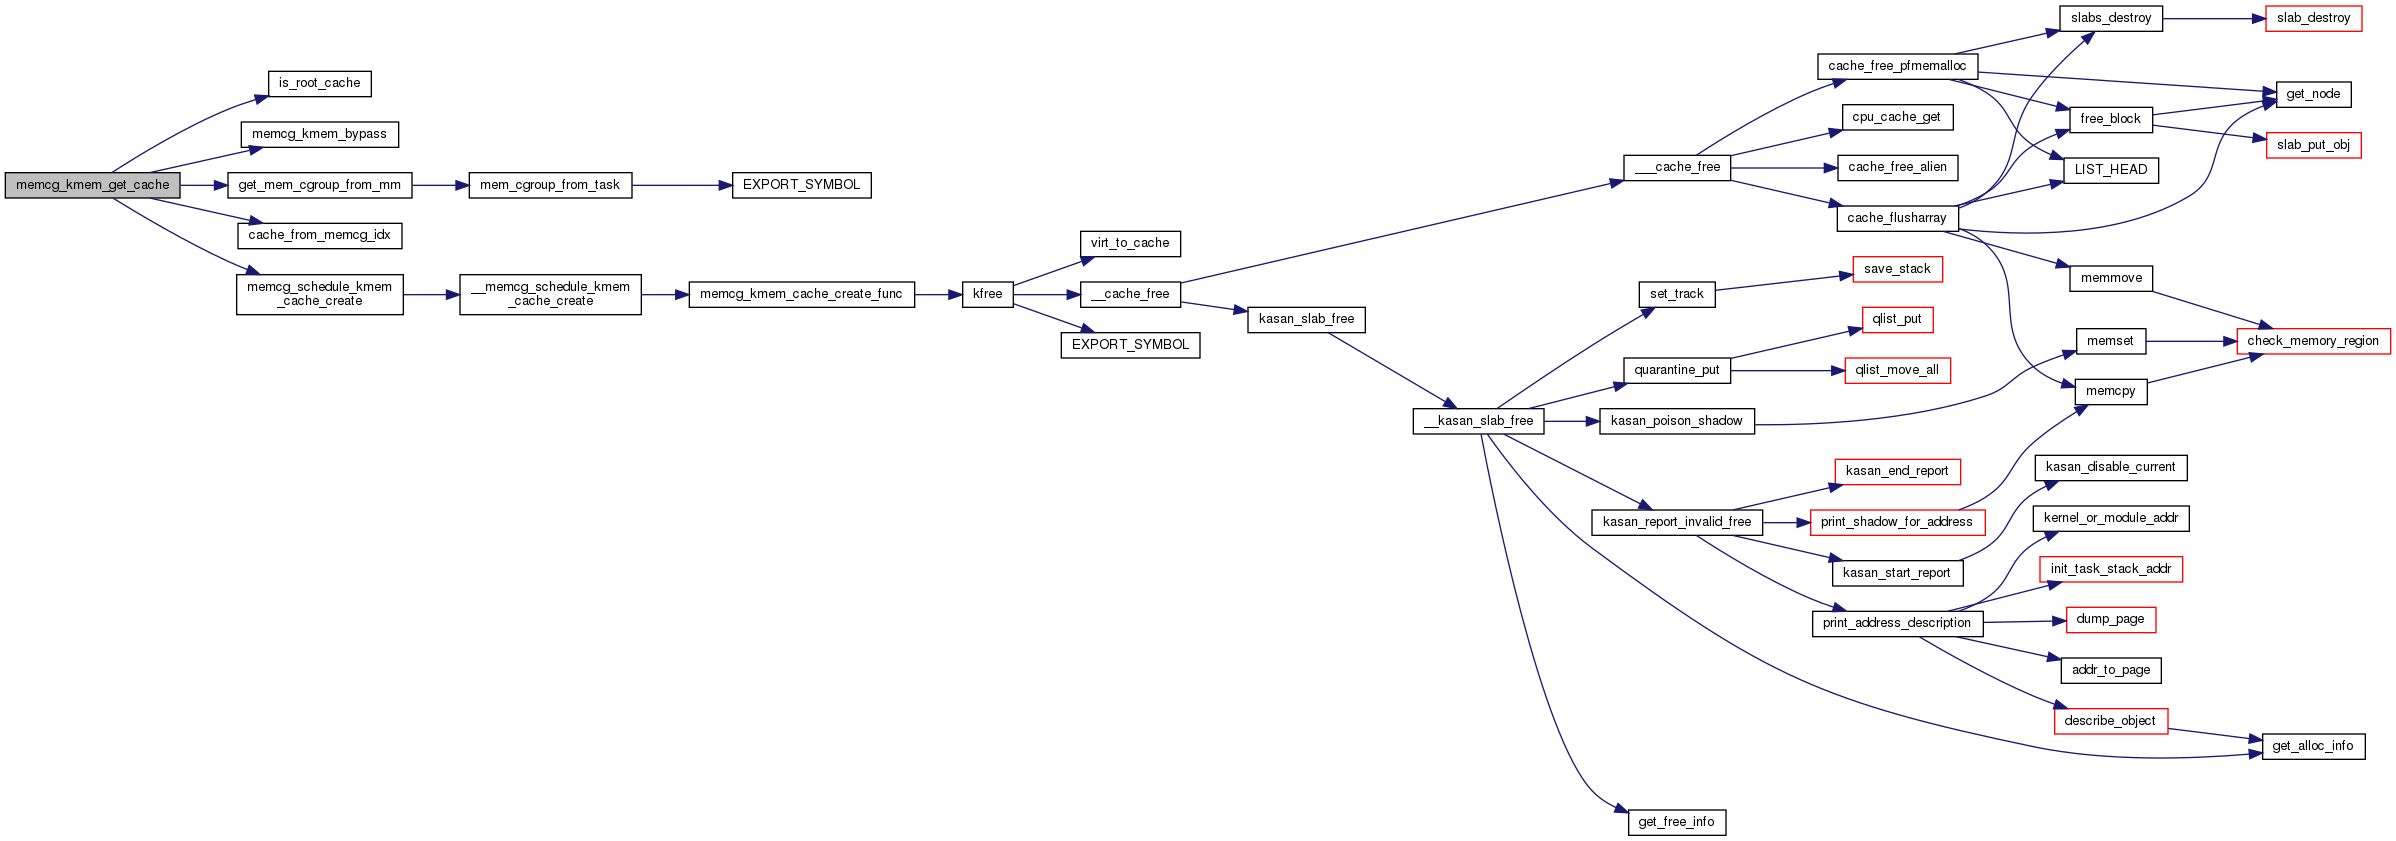 memcg_kmem_get_cache
is_root_cache
memcg_kmem_bypass
get_mem_cgroup_from_mm
cache_from_memcg_idx
memcg_schedule_kmem
_cache_create
mem_cgroup_from_task
__memcg_schedule_kmem
_cache_create
EXPORT_SYMBOL
memcg_kmem_cache_create_func
kfree
virt_to_cache
__cache_free
EXPORT_SYMBOL
kasan_slab_free
__kasan_slab_free
___cache_free
set_track
quarantine_put
kasan_poison_shadow
kasan_report_invalid_free
get_free_info
cache_free_pfmemalloc
cpu_cache_get
cache_free_alien
cache_flusharray
save_stack
qlist_put
qlist_move_all
kasan_end_report
print_shadow_for_address
kasan_start_report
print_address_description
slabs_destroy
free_block
LIST_HEAD
memmove
memset
memcpy
kasan_disable_current
kernel_or_module_addr
init_task_stack_addr
dump_page
addr_to_page
describe_object
slab_destroy
get_node
slab_put_obj
check_memory_region
get_alloc_info